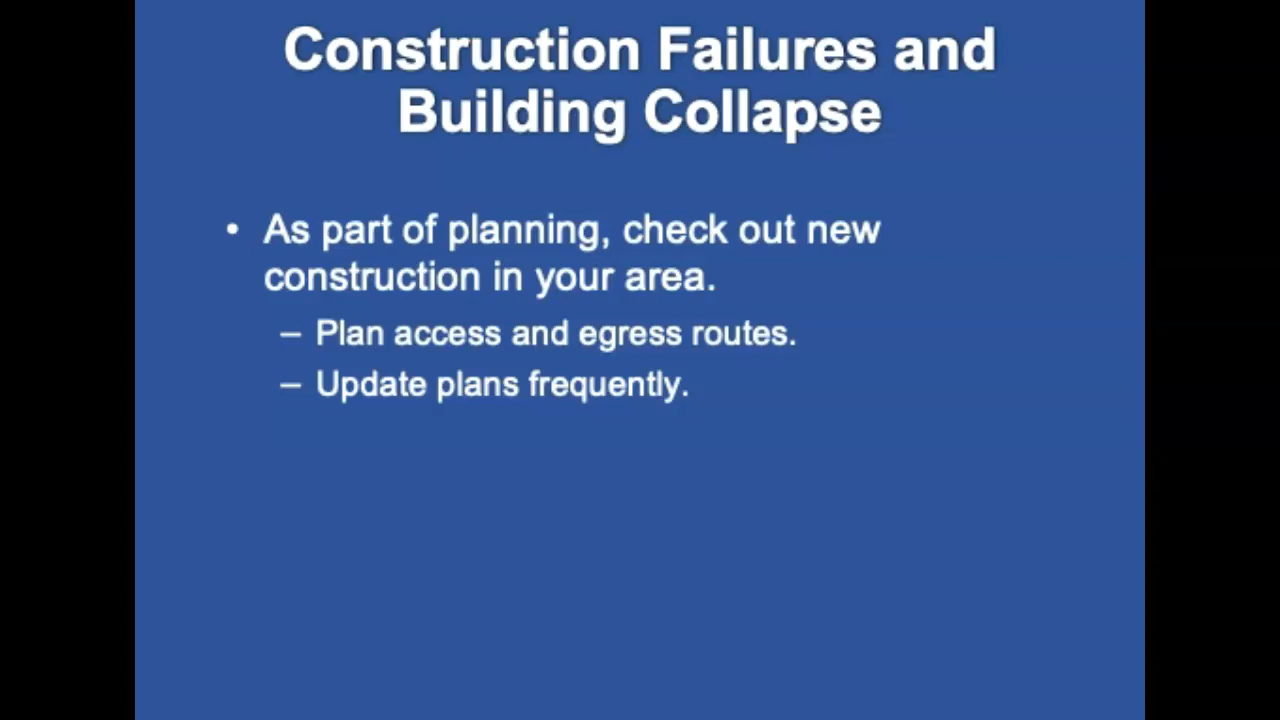 Construction Failures and
Building Collapse
• As part of planning, check out new
construction in your area.
– Plan access and egress routes.
– Update plans frequently.